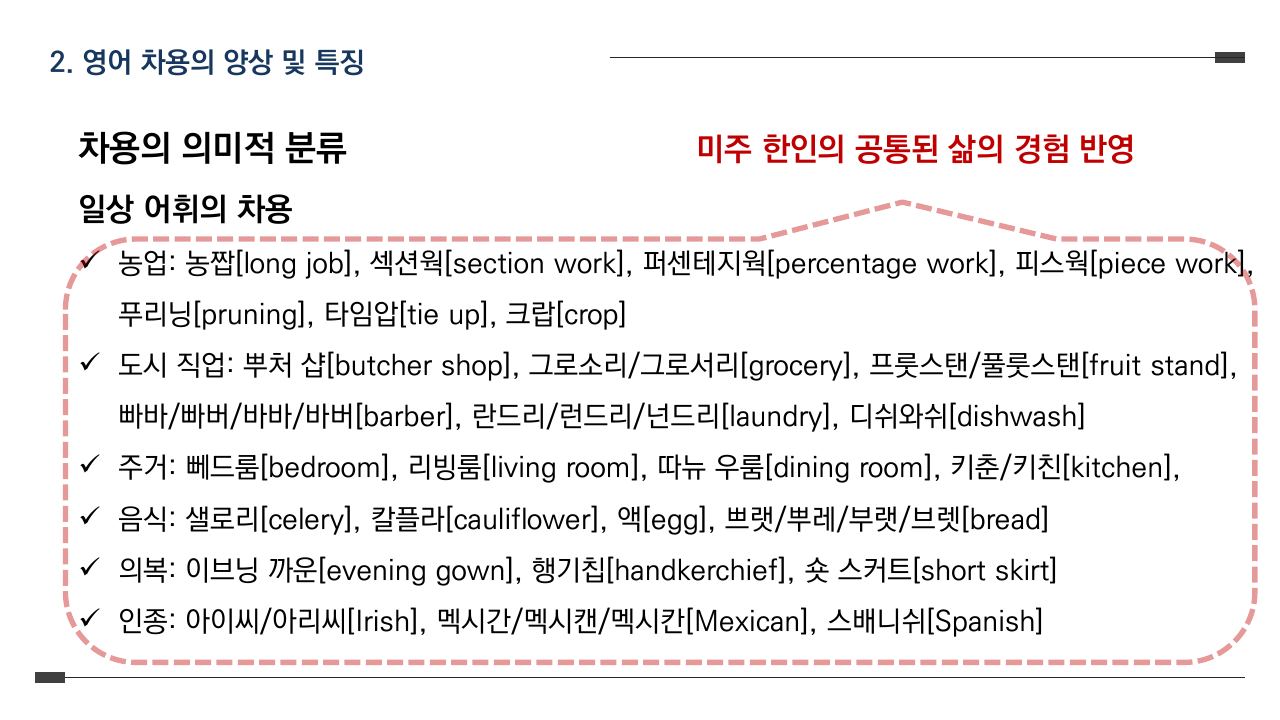 2. 영어 차용의 양상 및 특징
차용의 의미적 분류
미주 한인의 공통된 삶의 경험 반영
일상 어휘의 차용
✓ 농업: 농짭[long job], 섹션웍[section work], 퍼센테지웍[percentage work], 피스웍[piece work],
푸리닝[pruning], 타임압[tie up], 크랍[crop]
✓ 도시 직업: 뿌처 샵[butcher shop], 그로소리/그로서리[grocery], 프룻스탠/풀룻스탠[fruit stand],
빠바/빠버/바바/바버[barber], 란드리/런드리/넌드리[laundry], 디쉬와쉬[dishwash]
✓ 주거: 뻬드룸[bedroom], 리빙룸[living room], 따뉴 우룸[dining room], 키춘/키친[kitchen],
✓ 음식: 샐로리[celery], 칼플라[cauliflower], 액[egg], 쁘랫/뿌레/부랫/브렛[bread]
✓ 의복: 이브닝 까운[evening gown], 행기칩[handkerchief], 숏 스커트[short skirt]
✓ 인종: 아이씨/아리씨[Irish], 멕시간/멕시캔/멕시칸[Mexican], 스배니쉬[Spanish]